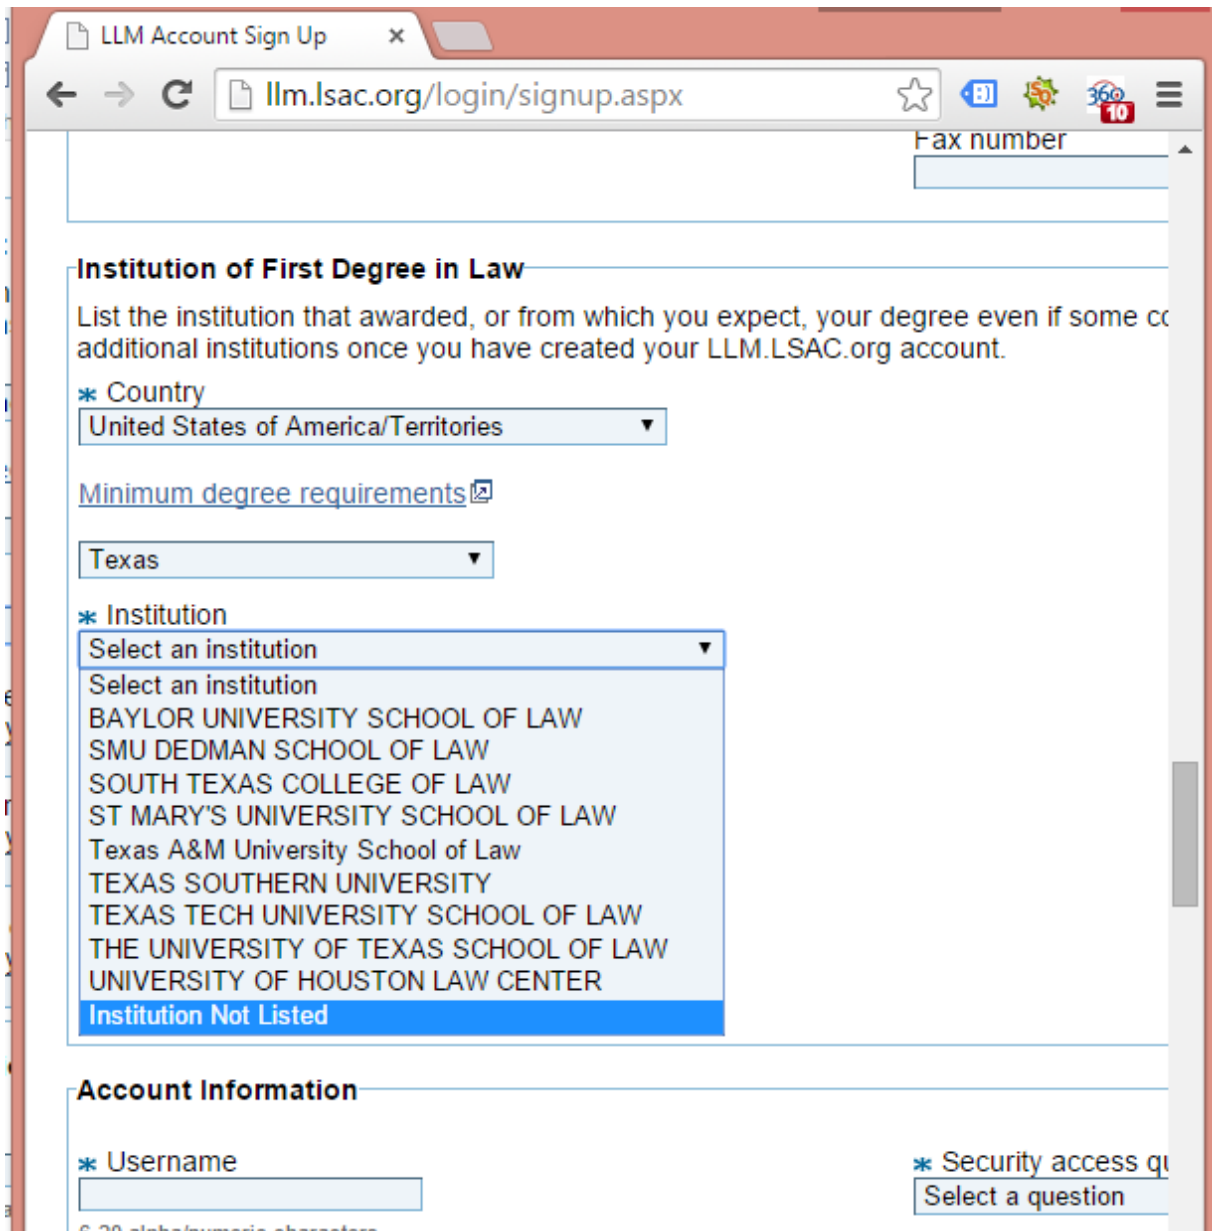 LLM Account Sign Up
llm.lsac.org/login/signup.aspx
360
10
Fax number
Institution of First Degree in Law
List the institution that awarded, or from which you expect, your degree even if some
additional institutions once you have created your LLM.LSAC.org account.
* Country
United States of America/Territories
Minimum degree requirements
Texas
* Institution
Select an institution
Select an institution
BAYLOR UNIVERSITY SCHOOL OF LAW
SMU DEDMAN SCHOOL OF LAW
SOUTH TEXAS COLLEGE OF LAW
ST MARY'S UNIVERSITY SCHOOL OF LAW
Texas A&M University School of Law
TEXAS SOUTHERN UNIVERSITY
TEXAS TECH UNIVERSITY SCHOOL OF LAW
THE UNIVERSITY OF TEXAS SCHOOL OF LAW
UNIVERSITY OF HOUSTON LAW CENTER
Institution Not Listed
Account Information
* Username
* Security access
Select a question